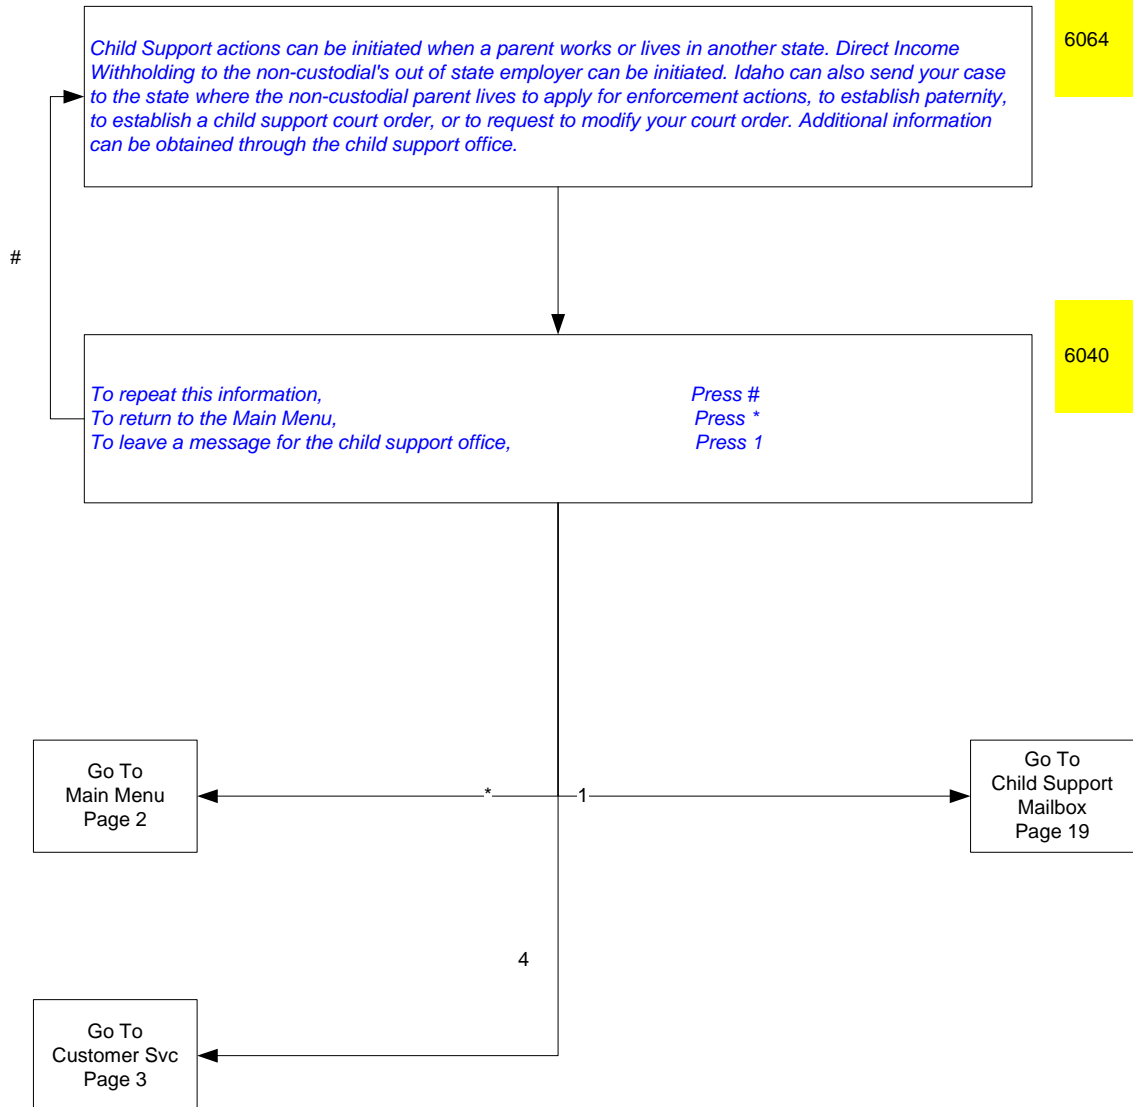 6064
Child Support actions can be initiated when a parent works or lives in another state. Direct Income
Withholding to the non-custodial's out of state employer can be initiated. Idaho can also send your case
to the state where the non-custodial parent lives to apply for enforcement actions, to establish paternity,
to establish a child support court order, or to request to modify your court order. Additional information
can be obtained through the child support office.
#
6040
To repeat this information, Press #
To return to the Main Menu, Press *
To leave a message for the child support office, Press 1
Go To
Main Menu
Page 2
*
1
Go To
Child Support
Mailbox
Page 19
4
Go To
Customer Svc
Page 3